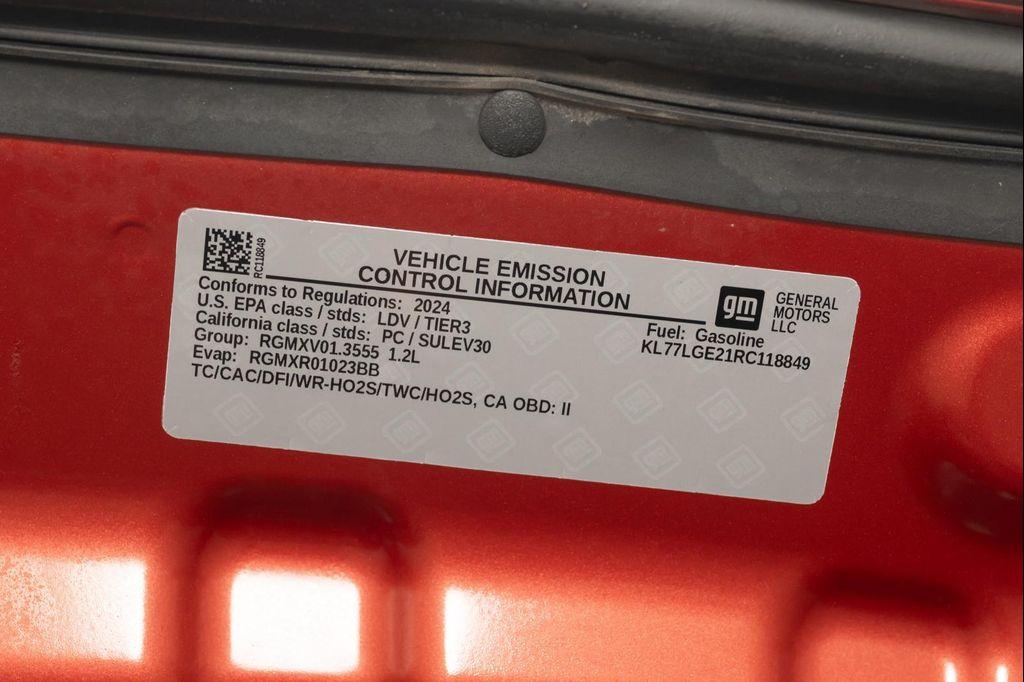 RC118849
VEHICLE EMISSION
CONTROL INFORMATION
gm
GENERAL
MOTORS
LLC
Conforms to Regulations: 2024
U.S. EPA class / stds: LDV / TIER3
California class / stds: PC / SULEV30
Group: RGMXV01.3555 1.2L
Evap: RGMXR01023BB
TC/CAC/DFI/WR-HO2S/TWC/HO2S, CA OBD: II
Fuel: Gasoline
KL77LGE21RC118849